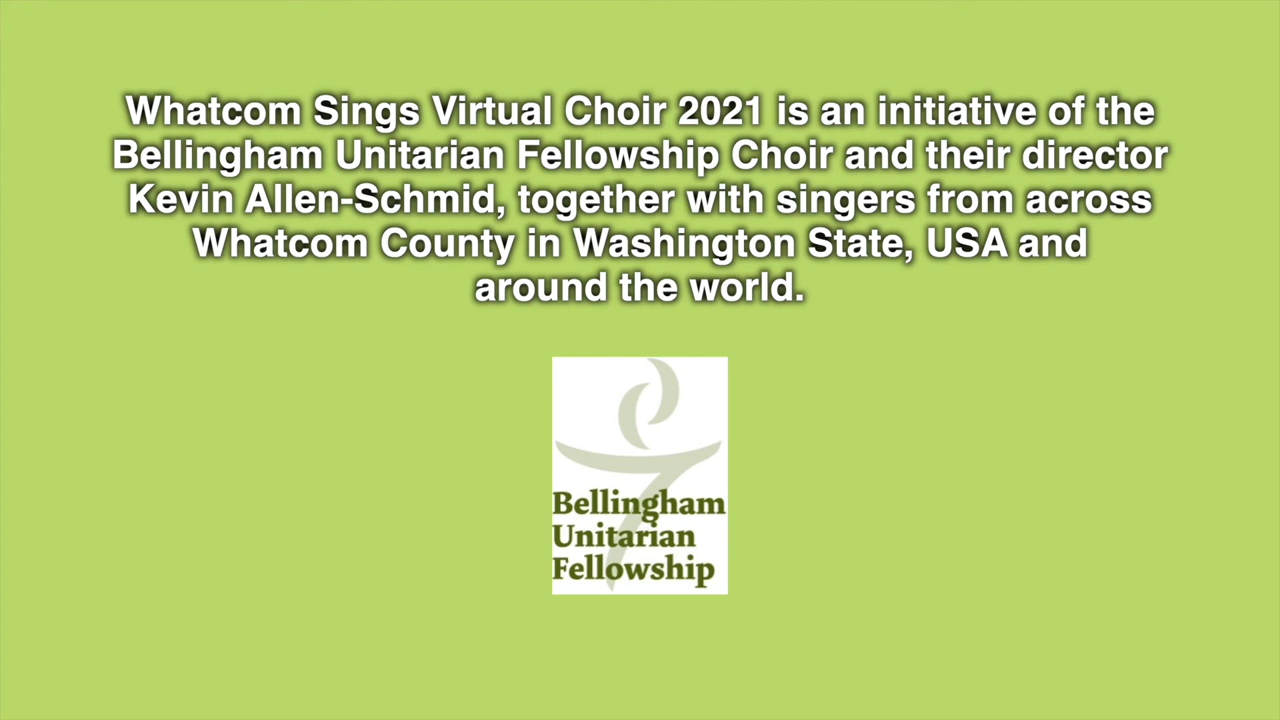 Whatcom Sings Virtual Choir 2021 is an initiative of the
Bellingham Unitarian Fellowship Choir and their director
Kevin Allen-Schmid, together with singers from across
Whatcom County in Washington State, USA and
around the world.
Bellingham
Unitarian
Fellowship